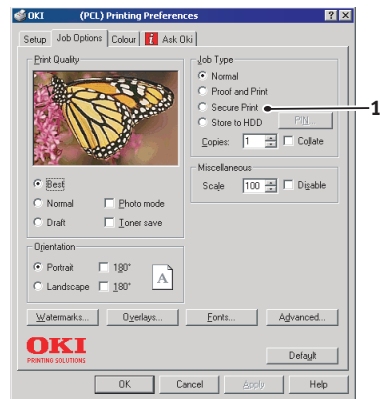 OKI (PCL) Printing Preferences
Setup Job Options Colour Ask Oki
Print Quality
Best
Normal Photo mode
Draft Toner save
Orientation
Portrait 180°
Landscape 180°
A
Job Type
Normal
Proof and Print
Secure Print 1
Store to HDD PIN...
Copies: 1 Collate
Miscellaneous
Scale 100 Disable
Watermarks... Overlays... Fonts... Advanced...
OKI
PRINTING SOLUTIONS
Default
OK Cancel Apply Help